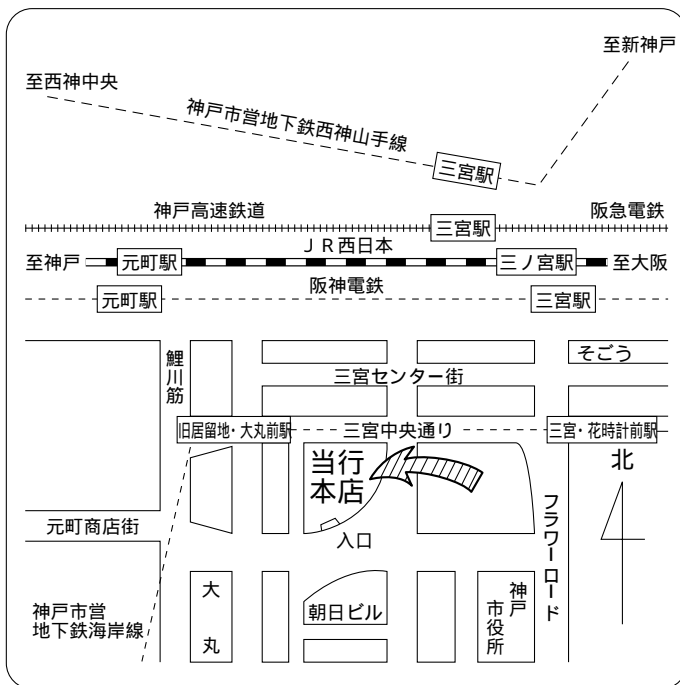 至新神戸
至西神中央
神戸市営地下鉄西神山手線
三宮駅
神戸高速鉄道
三宮駅
阪急電鉄
ＪＲ西日本
至神戸
元町駅
三ノ宮駅
至大阪
阪神電鉄
元町駅
三宮駅
鯉川筋
そごう
三宮センター街
旧居留地・大丸前駅
三宮中央通り
三宮・花時計前駅
当行
本店
北
フラワーロード
元町商店街
入口
大丸
朝日ビル
神戸
市役所
神戸市営
地下鉄海岸線